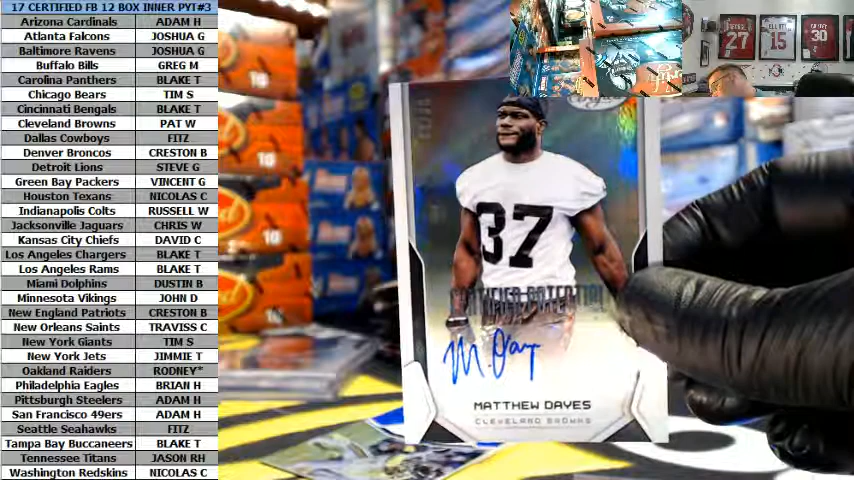 17 CERTIFIED FB 12 BOX INNER PYT#3
Arizona Cardinals ADAM H
Atlanta Falcons JOSHUA G
Baltimore Ravens JOSHUA G
Buffalo Bills GREG M
Carolina Panthers BLAKE T
Chicago Bears TIM S
Cincinnati Bengals BLAKE T
Cleveland Browns PAT W
Dallas Cowboys FITZ
Denver Broncos CRESTON B
Detroit Lions STEVE G
Green Bay Packers VINCENT G
Houston Texans NICOLAS C
Indianapolis Colts RUSSELL W
Jacksonville Jaguars CHRIS W
Kansas City Chiefs DAVID C
Los Angeles Chargers BLAKE T
Los Angeles Rams BLAKE T
Miami Dolphins DUSTIN B
Minnesota Vikings JOHN D
New England Patriots CRESTON B
New Orleans Saints TRAVISS C
New York Giants TIM S
New York Jets JIMMIE T
Oakland Raiders RODNEY*
Philadelphia Eagles BRIAN H
Pittsburgh Steelers ADAM H
San Francisco 49ers ADAM H
Seattle Seahawks FITZ
Tampa Bay Buccaneers BLAKE T
Tennessee Titans JASON RH
Washington Redskins NICOLAS C
37
POTENTIAL
M. Daye
MATTHEW DAYES
CLEVELAND BROWNS
27
15
30